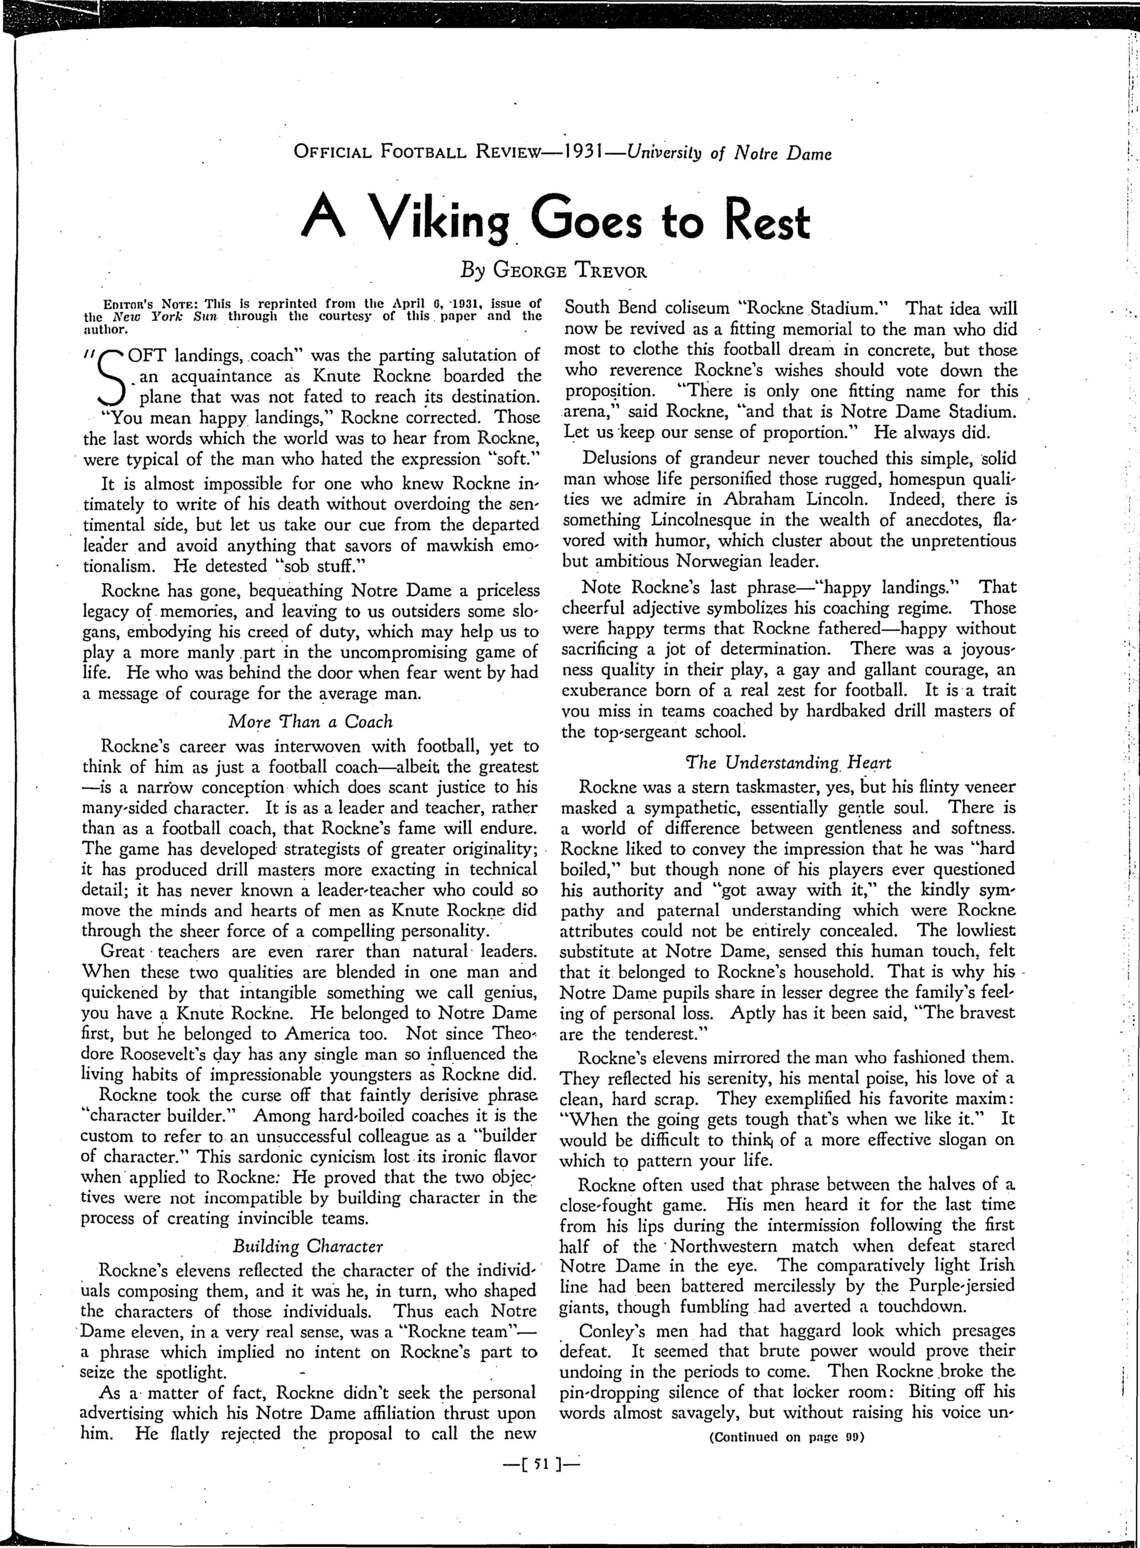 OFFICIAL FOOTBALL REVIEW—1931—University of Notre Dame
A Viking Goes to Rest
By GEORGE TREVOR
EDITOR'S NOTE: This is reprinted from the April 6, 1931, issue of
the New York Sun through the courtesy of this paper and the
author.
"SOFT landings, coach" was the parting salutation of
an acquaintance as Knute Rockne boarded the
plane that was not fated to reach its destination.
"You mean happy landings," Rockne corrected. Those
the last words which the world was to hear from Rockne,
were typical of the man who hated the expression "soft."
It is almost impossible for one who knew Rockne in-
timately to write of his death without overdoing the sen-
timental side, but let us take our cue from the departed
leader and avoid anything that savors of mawkish emo-
tionalism. He detested "sob stuff."
Rockne has gone, bequeathing Notre Dame a priceless
legacy of memories, and leaving to us outsiders some slo-
gans, embodying his creed of duty, which may help us to
play a more manly part in the uncompromising game of
life. He who was behind the door when fear went by had
a message of courage for the average man.
More Than a Coach
Rockne's career was interwoven with football, yet to
think of him as just a football coach—albeit the greatest
—is a narrow conception which does scant justice to his
many-sided character. It is as a leader and teacher, rather
than as a football coach, that Rockne's fame will endure.
The game has developed strategists of greater originality;
it has produced drill masters more exacting in technical
detail; it has never known a leader-teacher who could so
move the minds and hearts of men as Knute Rockne did
through the sheer force of a compelling personality.
Great teachers are even rarer than natural leaders.
When these two qualities are blended in one man and
quickened by that intangible something we call genius,
you have a Knute Rockne. He belonged to Notre Dame
first, but he belonged to America too. Not since Theo-
dore Roosevelt's day has any single man so influenced the
living habits of impressionable youngsters as Rockne did.
Rockne took the curse off that faintly derisive phrase
"character builder." Among hard-boiled coaches it is the
custom to refer to an unsuccessful colleague as a "builder
of character." This sardonic cynicism lost its ironic flavor
when applied to Rockne: He proved that the two objec-
tives were not incompatible by building character in the
process of creating invincible teams.
Building Character
Rockne's elevens reflected the character of the individ-
uals composing them, and it was he, in turn, who shaped
the characters of those individuals. Thus each Notre
Dame eleven, in a very real sense, was a "Rockne team"—
a phrase which implied no intent on Rockne's part to
seize the spotlight.
As a matter of fact, Rockne didn't seek the personal
advertising which his Notre Dame affiliation thrust upon
him. He flatly rejected the proposal to call the new
South Bend coliseum "Rockne Stadium." That idea will
now be revived as a fitting memorial to the man who did
most to clothe this football dream in concrete, but those
who reverence Rockne's wishes should vote down the
proposition. "There is only one fitting name for this
arena," said Rockne, "and that is Notre Dame Stadium.
Let us keep our sense of proportion." He always did.
Delusions of grandeur never touched this simple, solid
man whose life personified those rugged, homespun quali-
ties we admire in Abraham Lincoln. Indeed, there is
something Lincolnesque in the wealth of anecdotes, fla-
vored with humor, which cluster about the unpretentious
but ambitious Norwegian leader.
Note Rockne's last phrase—"happy landings." That
cheerful adjective symbolizes his coaching regime. Those
were happy terms that Rockne fathered—happy without
sacrificing a jot of determination. There was a joyous-
ness quality in their play, a gay and gallant courage, an
exuberance born of a real zest for football. It is a trait
you miss in teams coached by hardbaked drill masters of
the top-sergeant school.
The Understanding Heart
Rockne was a stern taskmaster, yes, but his flinty veneer
masked a sympathetic, essentially gentle soul. There is
a world of difference between gentleness and softness.
Rockne liked to convey the impression that he was "hard
boiled," but though none of his players ever questioned
his authority and "got away with it," the kindly sym-
pathy and paternal understanding which were Rockne
attributes could not be entirely concealed. The lowliest
substitute at Notre Dame, sensed this human touch, felt
that it belonged to Rockne's household. That is why his
Notre Dame pupils share in lesser degree the family's feel-
ing of personal loss. Aptly has it been said, "The bravest
are the tenderest."
Rockne's elevens mirrored the man who fashioned them.
They reflected his serenity, his mental poise, his love of a
clean, hard scrap. They exemplified his favorite maxim:
"When the going gets tough that's when we like it." It
would be difficult to think of a more effective slogan on
which to pattern your life.
Rockne often used that phrase between the halves of a
close-fought game. His men heard it for the last time
from his lips during the intermission following the first
half of the Northwestern match when defeat stared
Notre Dame in the eye. The comparatively light Irish
line had been battered mercilessly by the Purple-jersied
giants, though fumbling had averted a touchdown.
Conley's men had that haggard look which presages
defeat. It seemed that brute power would prove their
undoing in the periods to come. Then Rockne broke the
pin-dropping silence of that locker room: Biting off his
words almost savagely, but without raising his voice un-
(Continued on page 99)
—[ 51 ]—